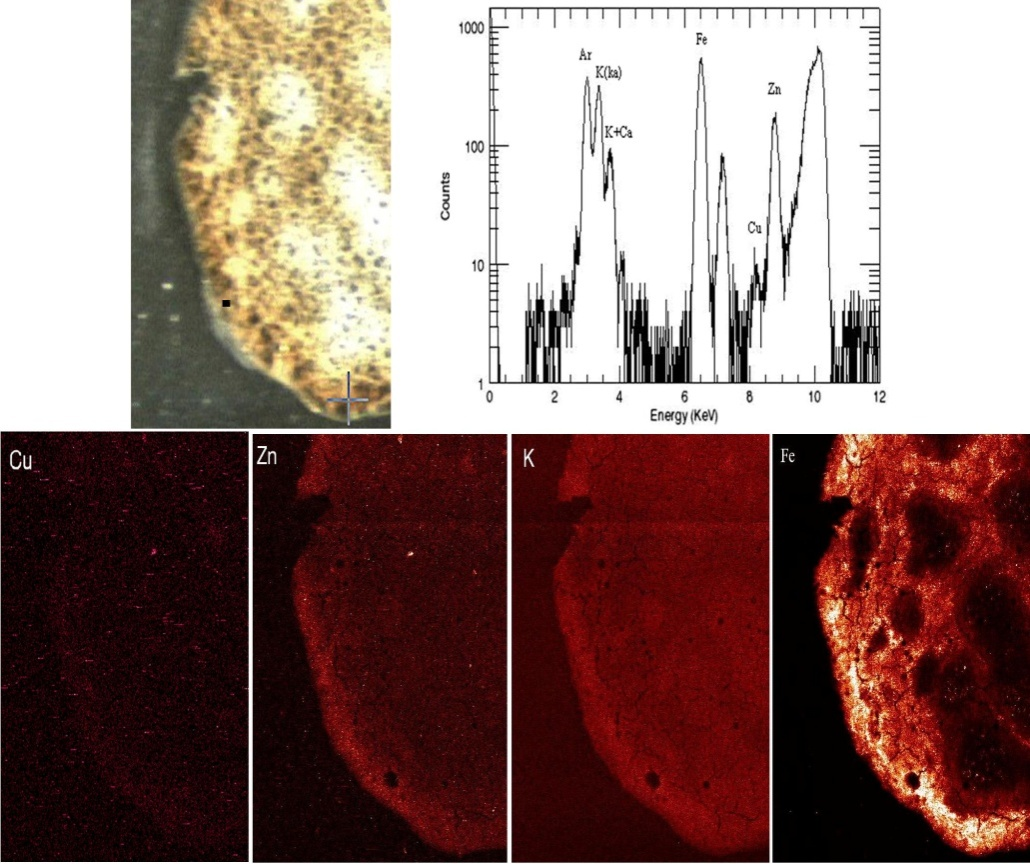 1000
100
10
1
Counts
Ar
K(ka)
K+Ca
Fe
Cu
Zn
0 2 4 6 8 10 12
Energy (KeV)
Cu
Zn
K
Fe